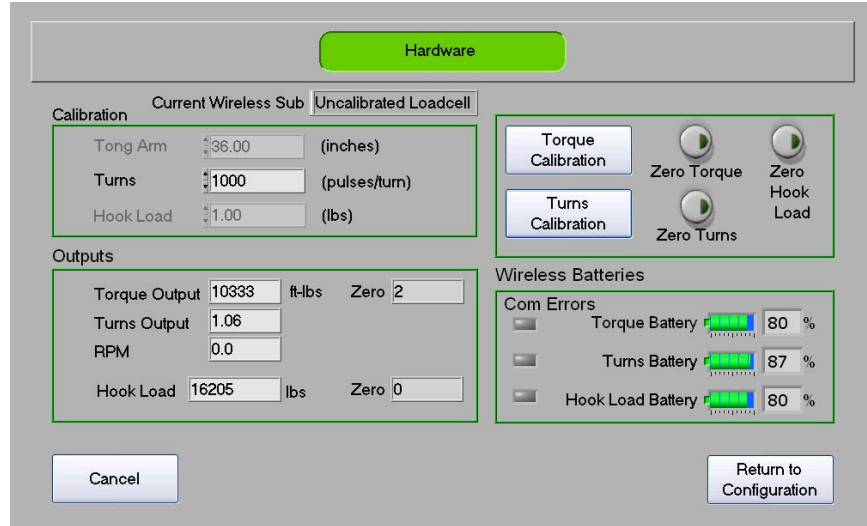 Hardware
Current Wireless Sub Uncalibrated Loadcell
Calibration
Tong Arm 36.00 (inches)
Turns 1000 (pulses/turn)
Hook Load 1.00 (lbs)
Torque
Calibration
Zero Torque
Zero
Hook
Load
Turns
Calibration
Zero Turns
Outputs
Torque Output 10333 ft-lbs Zero 2
Turns Output 1.06
RPM 0.0
Hook Load 16205 lbs Zero 0
Wireless Batteries
Com Errors
Torque Battery 80 %
Turns Battery 87 %
Hook Load Battery 80 %
Cancel
Return to
Configuration